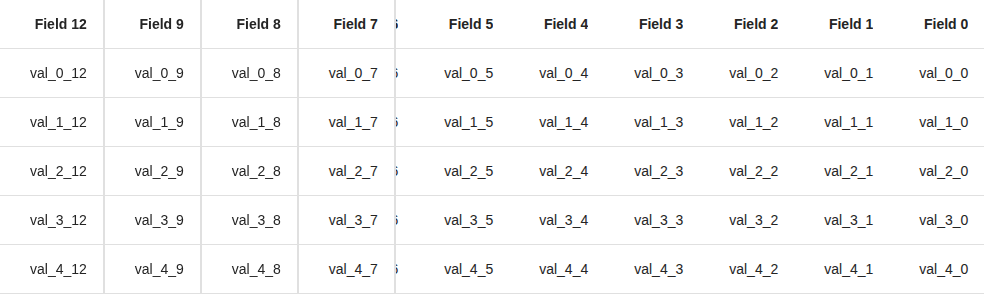 Field 12 Field 9 Field 8 Field 7 Field 5 Field 4 Field 3 Field 2 Field 1 Field 0
val_0_12 val_0_9 val_0_8 val_0_7 val_0_5 val_0_4 val_0_3 val_0_2 val_0_1 val_0_0
val_1_12 val_1_9 val_1_8 val_1_7 val_1_5 val_1_4 val_1_3 val_1_2 val_1_1 val_1_0
val_2_12 val_2_9 val_2_8 val_2_7 val_2_5 val_2_4 val_2_3 val_2_2 val_2_1 val_2_0
val_3_12 val_3_9 val_3_8 val_3_7 val_3_5 val_3_4 val_3_3 val_3_2 val_3_1 val_3_0
val_4_12 val_4_9 val_4_8 val_4_7 val_4_5 val_4_4 val_4_3 val_4_2 val_4_1 val_4_0